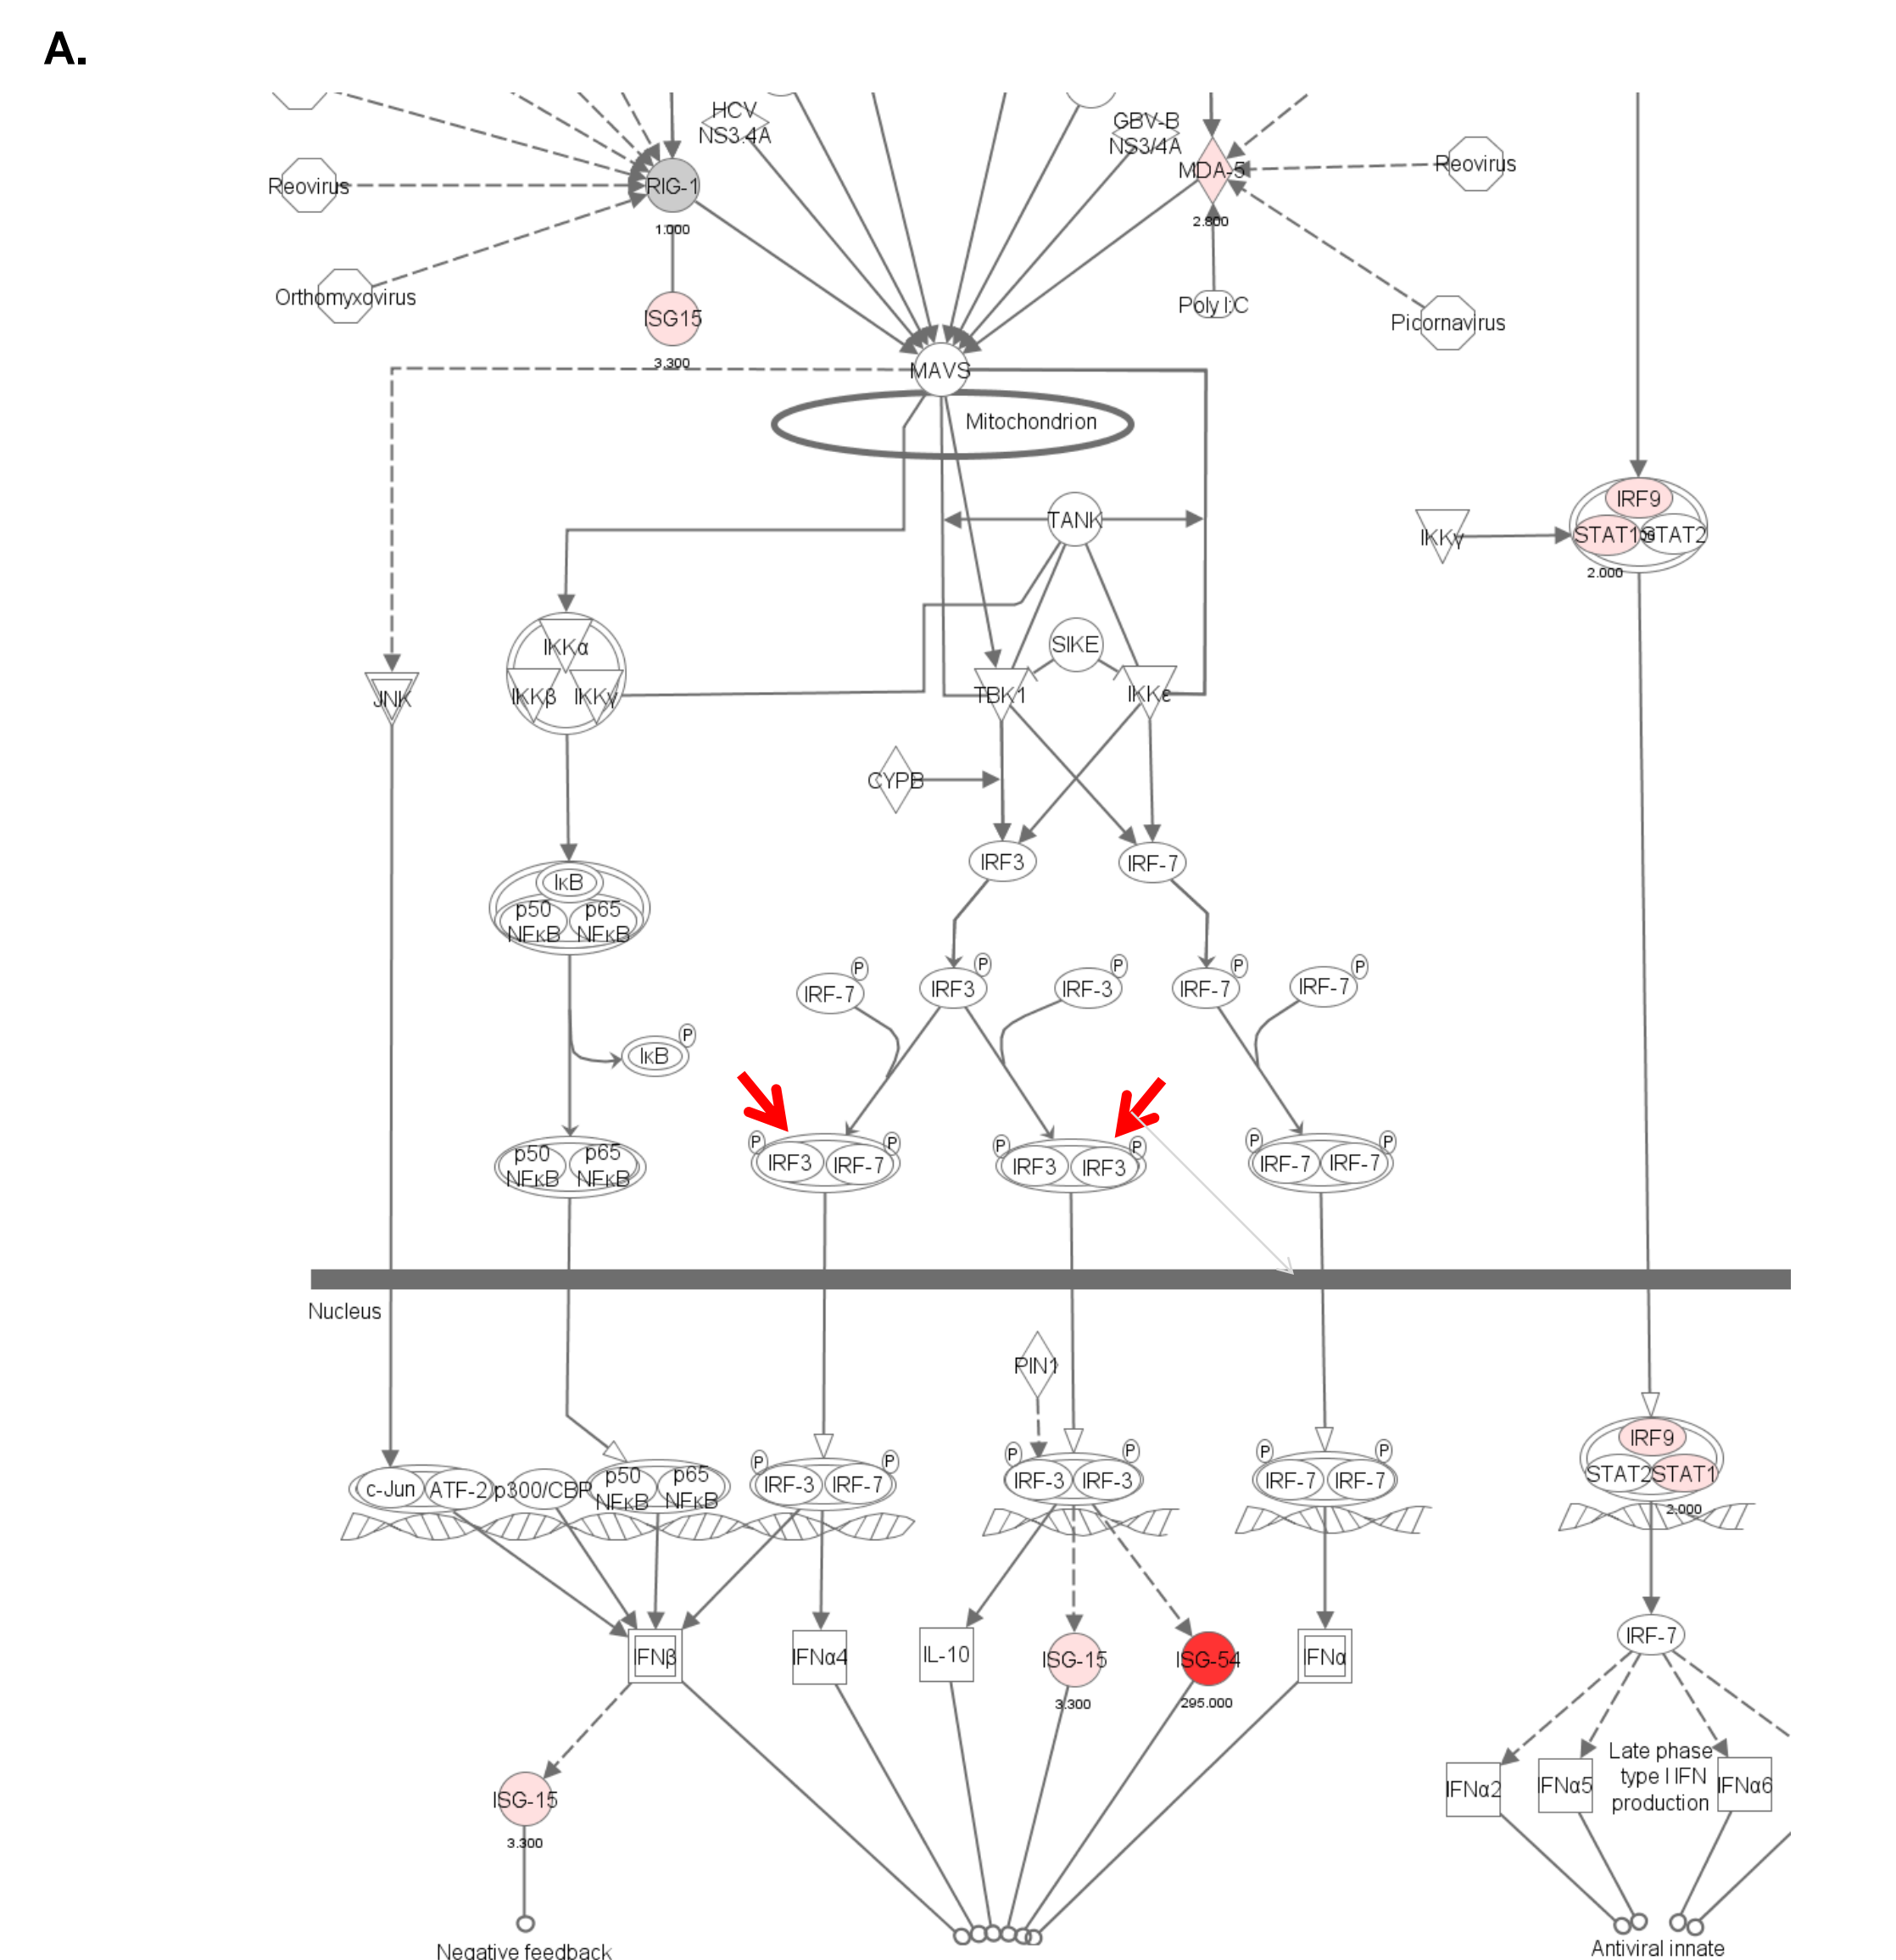 A.
HCV
NS3.4A
GBV-B
NS3/4A
Reovirus
RIG-1
1.000
MDA-5
2.800
Reovirus
Orthomyxovirus
ISG15
3.300
Poly I:C
Picornavirus
MAVS
Mitochondrion
TANK
IKKγ
IRF9
STAT1
STAT2
2.000
SIKE
IKKα
IKKβ
IKKγ
JNK
TBK1
IKKε
CYPB
IRF3
IRF-7
IκB
p50
NFκB
p65
NFκB
IRF-7
P
IRF3
P
IRF-3
P
IRF-7
P
IRF-7
P
IκB
P
p50
NFκB
p65
NFκB
P
IRF3
IRF-7
P
P
IRF3
IRF3
P
P
IRF-7
IRF-7
P
Nucleus
PIN1
c-Jun
ATF-2
p300/CBP
p50
NFκB
p65
NFκB
P
IRF-3
IRF-7
P
P
IRF-3
IRF-3
P
P
IRF-7
IRF-7
P
IRF9
STAT2
STAT1
2.000
IFNβ
IFNα4
IL-10
ISG-15
3.300
ISG-54
295.000
IFNα
IRF-7
ISG-15
3.300
IFNα2
IFNα5
Late phase
type I IFN
production
IFNα6
Negative feedback
Antiviral innate